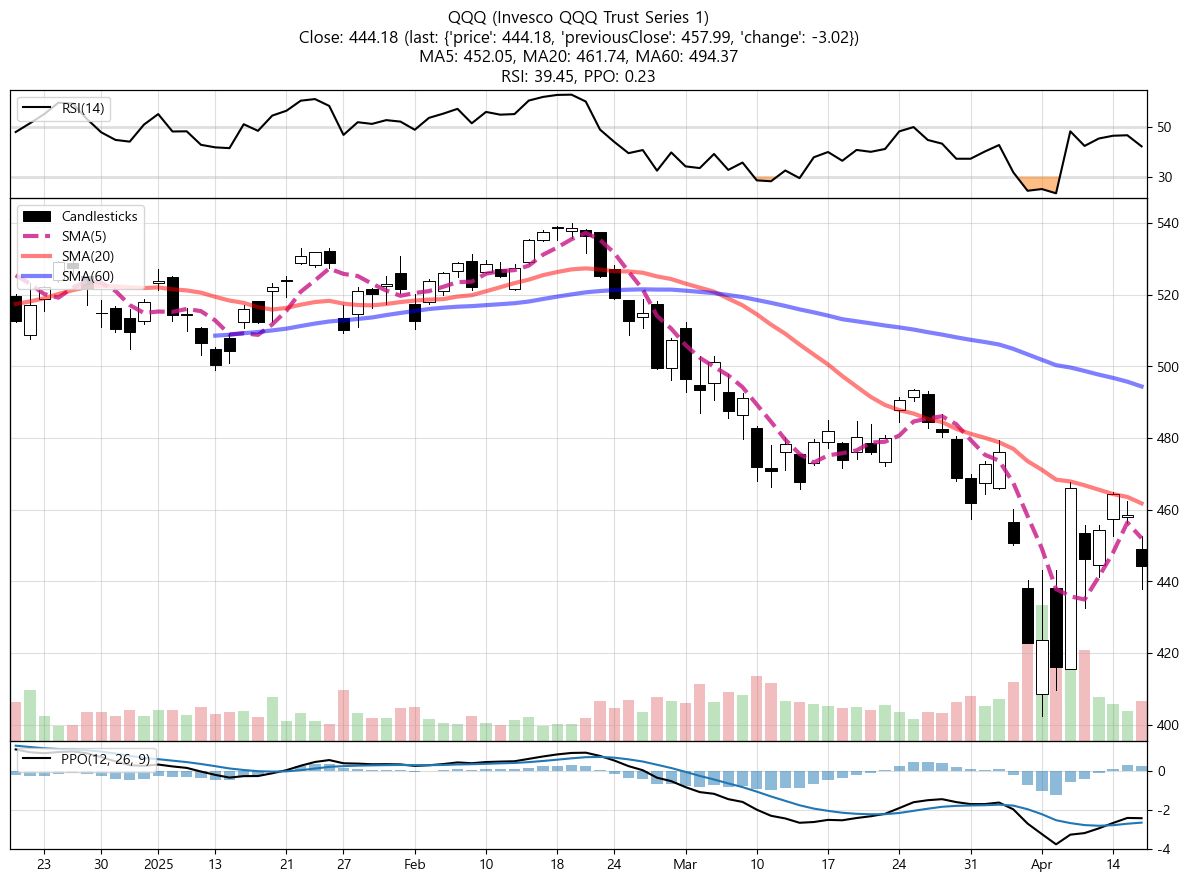 QQQ (Invesco QQQ Trust Series 1)
Close: 444.18 (last: {'price': 444.18, 'previousClose': 457.99, 'change': -3.02})
MA5: 452.05, MA20: 461.74, MA60: 494.37
RSI: 39.45, PPO: 0.23
RSI(14)
50
30
Candlesticks
SMA(5)
SMA(20)
SMA(60)
540
520
500
480
460
440
420
400
PPO(12, 26, 9)
0
-2
-4
23 30 2025 13 21 27 Feb 10 18 24 Mar 10 17 24 31 Apr 14